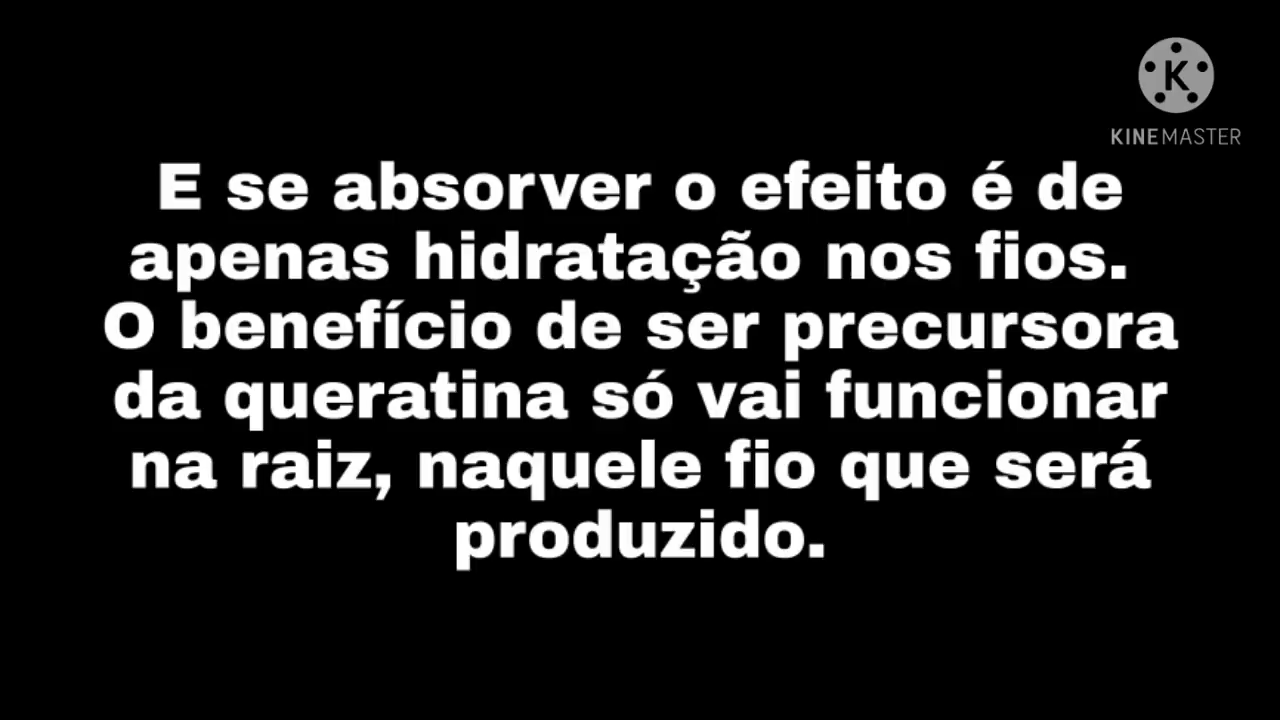 K
KINEMASTER
E se absorver o efeito é de
apenas hidratação nos fios.
O benefício de ser precursora
da queratina só vai funcionar
na raiz, naquele fio que será
produzido.